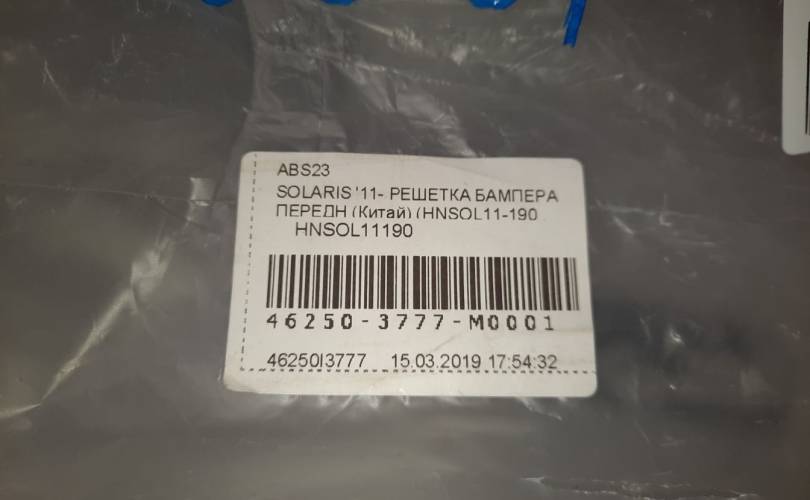 ABS23
SOLARIS '11- РЕШЕТКА БАМПЕРА
ПЕРЕДН (Китай) (HNSOL11-190
HNSOL11190
46250-3777-M0001
46250I3777 15.03.2019 17:54:32